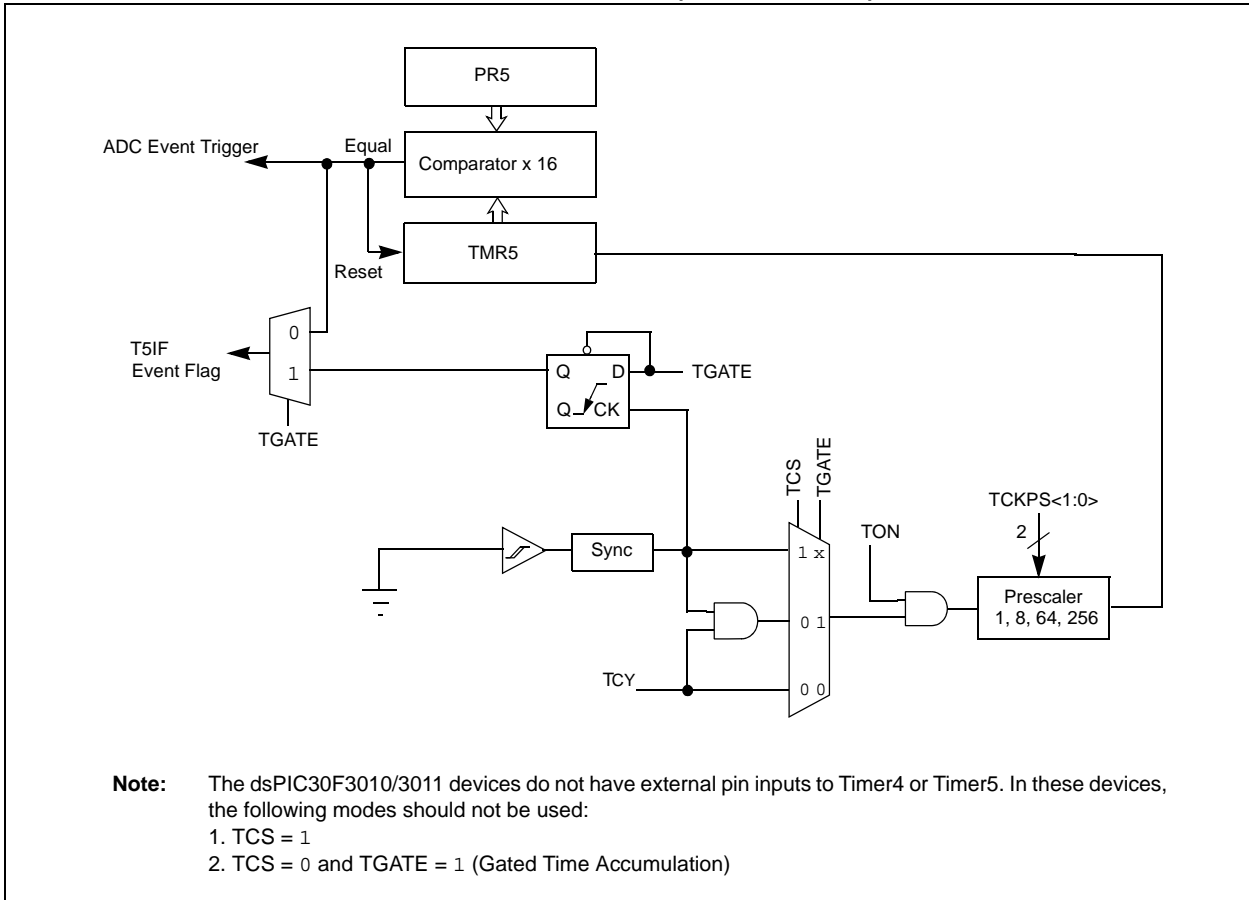 PR5
ADC Event Trigger
Equal
Comparator x 16
TMR5
Reset
0
T5IF
Event Flag
1
TGATE
Q D
TGATE
Q CK
TCS
TGATE
TCKPS<1:0>
2
TON
Sync
1 x
Prescaler
1, 8, 64, 256
0 1
TCY
0 0
Note: The dsPIC30F3010/3011 devices do not have external pin inputs to Timer4 or Timer5. In these devices,
the following modes should not be used:
1. TCS = 1
2. TCS = 0 and TGATE = 1 (Gated Time Accumulation)